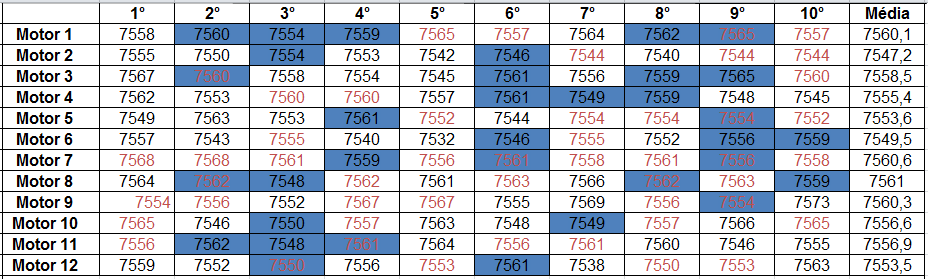 1° 2° 3° 4° 5° 6° 7° 8° 9° 10° Média
Motor 1 7558 7560 7554 7559 7565 7557 7564 7562 7565 7557 7560,1
Motor 2 7555 7550 7554 7553 7542 7546 7544 7540 7544 7544 7547,2
Motor 3 7567 7560 7558 7554 7545 7561 7556 7559 7565 7560 7558,5
Motor 4 7562 7553 7560 7560 7557 7561 7549 7559 7548 7545 7555,4
Motor 5 7549 7563 7553 7561 7552 7544 7554 7554 7554 7552 7553,6
Motor 6 7557 7543 7555 7540 7532 7546 7555 7552 7556 7559 7549,5
Motor 7 7568 7568 7561 7559 7556 7561 7558 7561 7556 7558 7560,6
Motor 8 7564 7562 7548 7562 7561 7563 7566 7562 7563 7559 7561
Motor 9 7554 7556 7552 7567 7567 7555 7569 7556 7554 7573 7560,3
Motor 10 7565 7546 7550 7557 7563 7548 7549 7557 7566 7565 7556,6
Motor 11 7556 7562 7548 7561 7564 7556 7561 7560 7546 7555 7556,9
Motor 12 7559 7552 7550 7556 7553 7561 7538 7550 7553 7563 7553,5